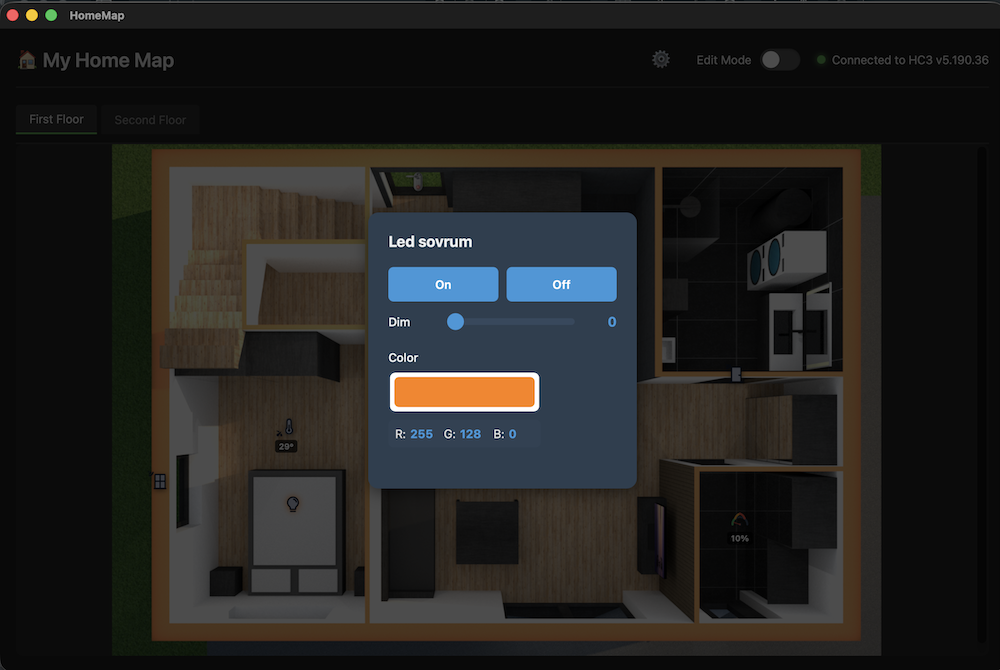 HomeMap
My Home Map
Edit Mode
Connected to HC3 v5.190.36
First Floor
Second Floor
Led sovrum
On
Off
Dim
0
Color
R: 255 G: 128 B: 0
29°
10%